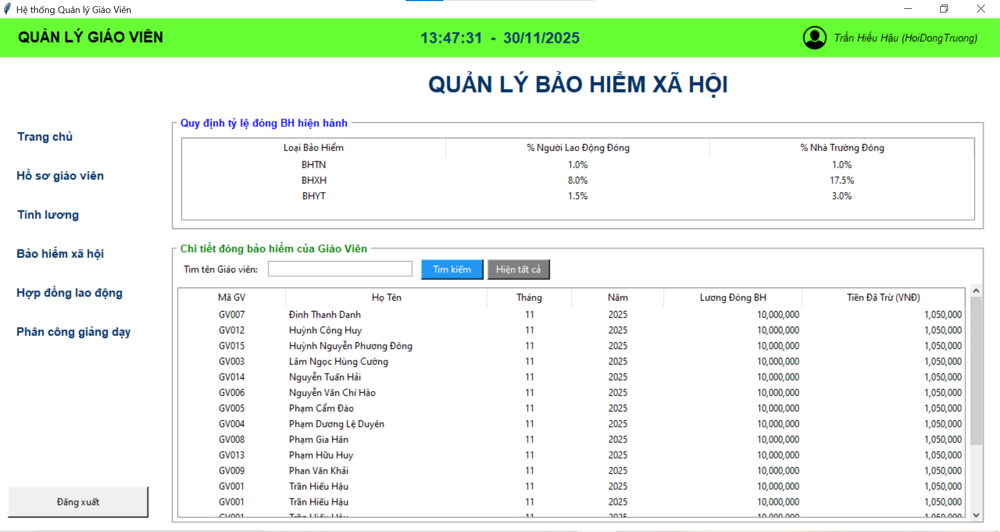 Hệ thống Quản lý Giáo Viên
QUẢN LÝ GIÁO VIÊN
13:47:31 - 30/11/2025
Trần Hiếu Hậu (HoiDongTruong)
QUẢN LÝ BẢO HIỂM XÃ HỘI
Trang chủ
Hồ sơ giáo viên
Tính lương
Bảo hiểm xã hội
Hợp đồng lao động
Phân công giảng dạy
Đăng xuất
Quy định tỷ lệ đóng BH hiện hành
Loại Bảo Hiểm % Người Lao Động Đóng % Nhà Trường Đóng
BHTN 1.0% 1.0%
BHXH 8.0% 17.5%
BHYT 1.5% 3.0%
Chi tiết đóng bảo hiểm của Giáo Viên
Tìm tên Giáo viên: Tìm kiếm Hiện tất cả
Mã GV Họ Tên Tháng Năm Lương Đóng BH Tiền Đã Trừ (VNĐ)
GV007 Đinh Thanh Danh 11 2025 10,000,000 1,050,000
GV012 Huỳnh Công Huy 11 2025 10,000,000 1,050,000
GV015 Huỳnh Nguyễn Phương Đông 11 2025 10,000,000 1,050,000
GV003 Lâm Ngọc Hùng Cường 11 2025 10,000,000 1,050,000
GV014 Nguyễn Tuấn Hải 11 2025 10,000,000 1,050,000
GV006 Nguyễn Văn Chí Hào 11 2025 10,000,000 1,050,000
GV005 Phạm Cẩm Đào 11 2025 10,000,000 1,050,000
GV004 Phạm Dương Lệ Duyên 11 2025 10,000,000 1,050,000
GV008 Phạm Gia Hân 11 2025 10,000,000 1,050,000
GV013 Phạm Hữu Huy 11 2025 10,000,000 1,050,000
GV009 Phan Văn Khải 11 2025 10,000,000 1,050,000
GV001 Trần Hiếu Hậu 11 2025 10,000,000 1,050,000
GV001 Trần Hiếu Hậu 11 2025 10,000,000 1,050,000
GV001 Trần Hiếu Hậu 11 2025 10,000,000 1,050,000